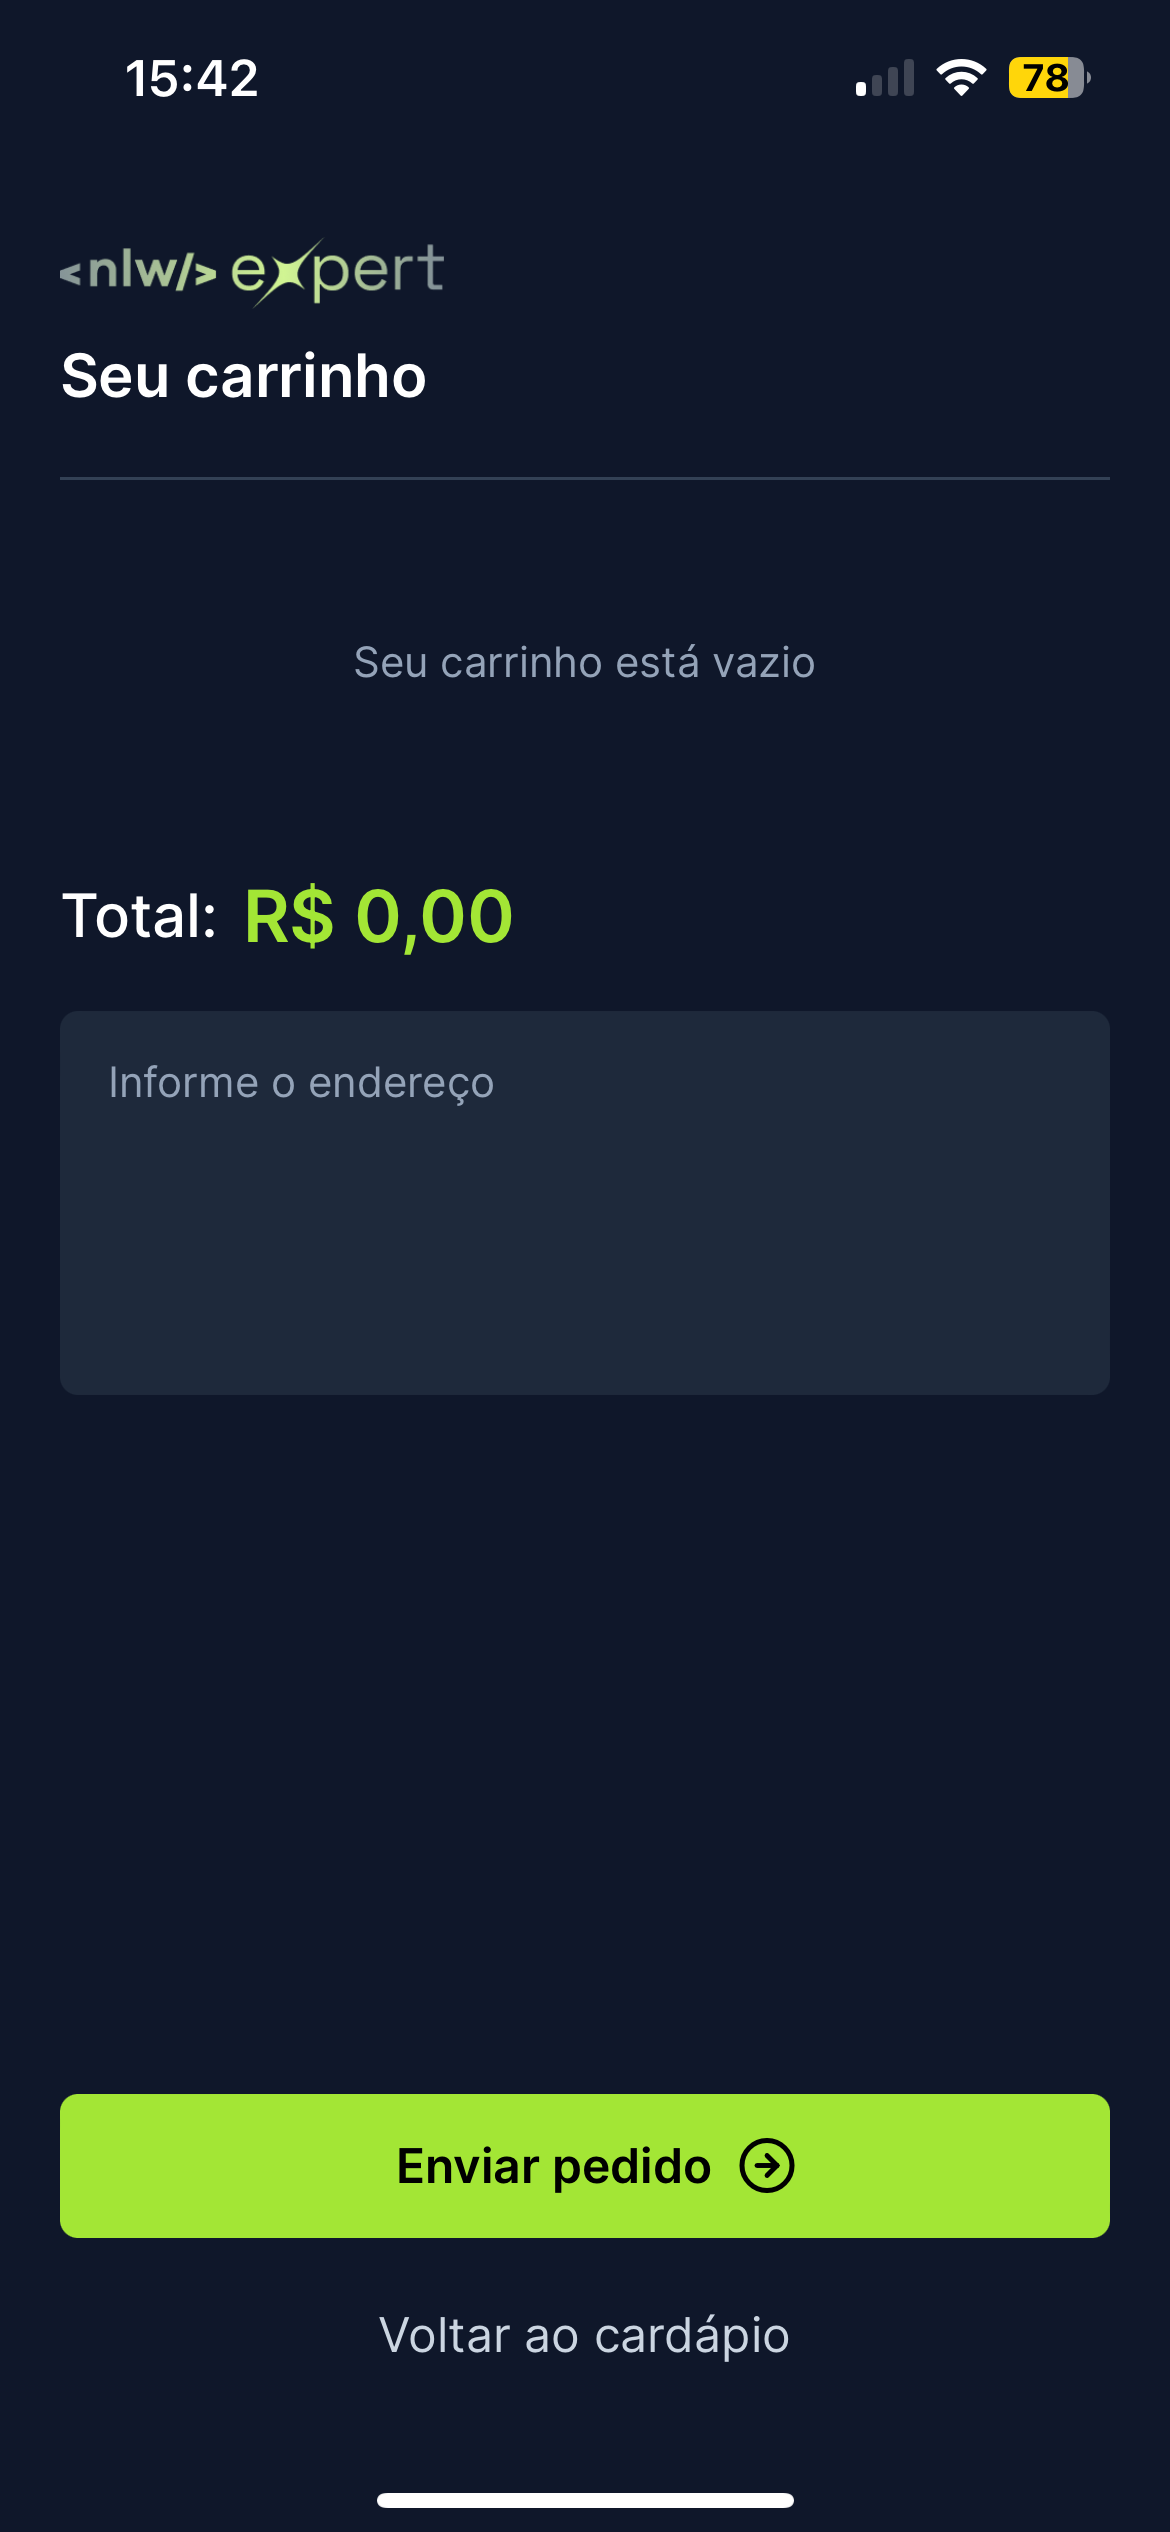 15:42
78
<nlw/> expert
Seu carrinho
Seu carrinho está vazio
Total: R$ 0,00
Informe o endereço
Enviar pedido
Voltar ao cardápio